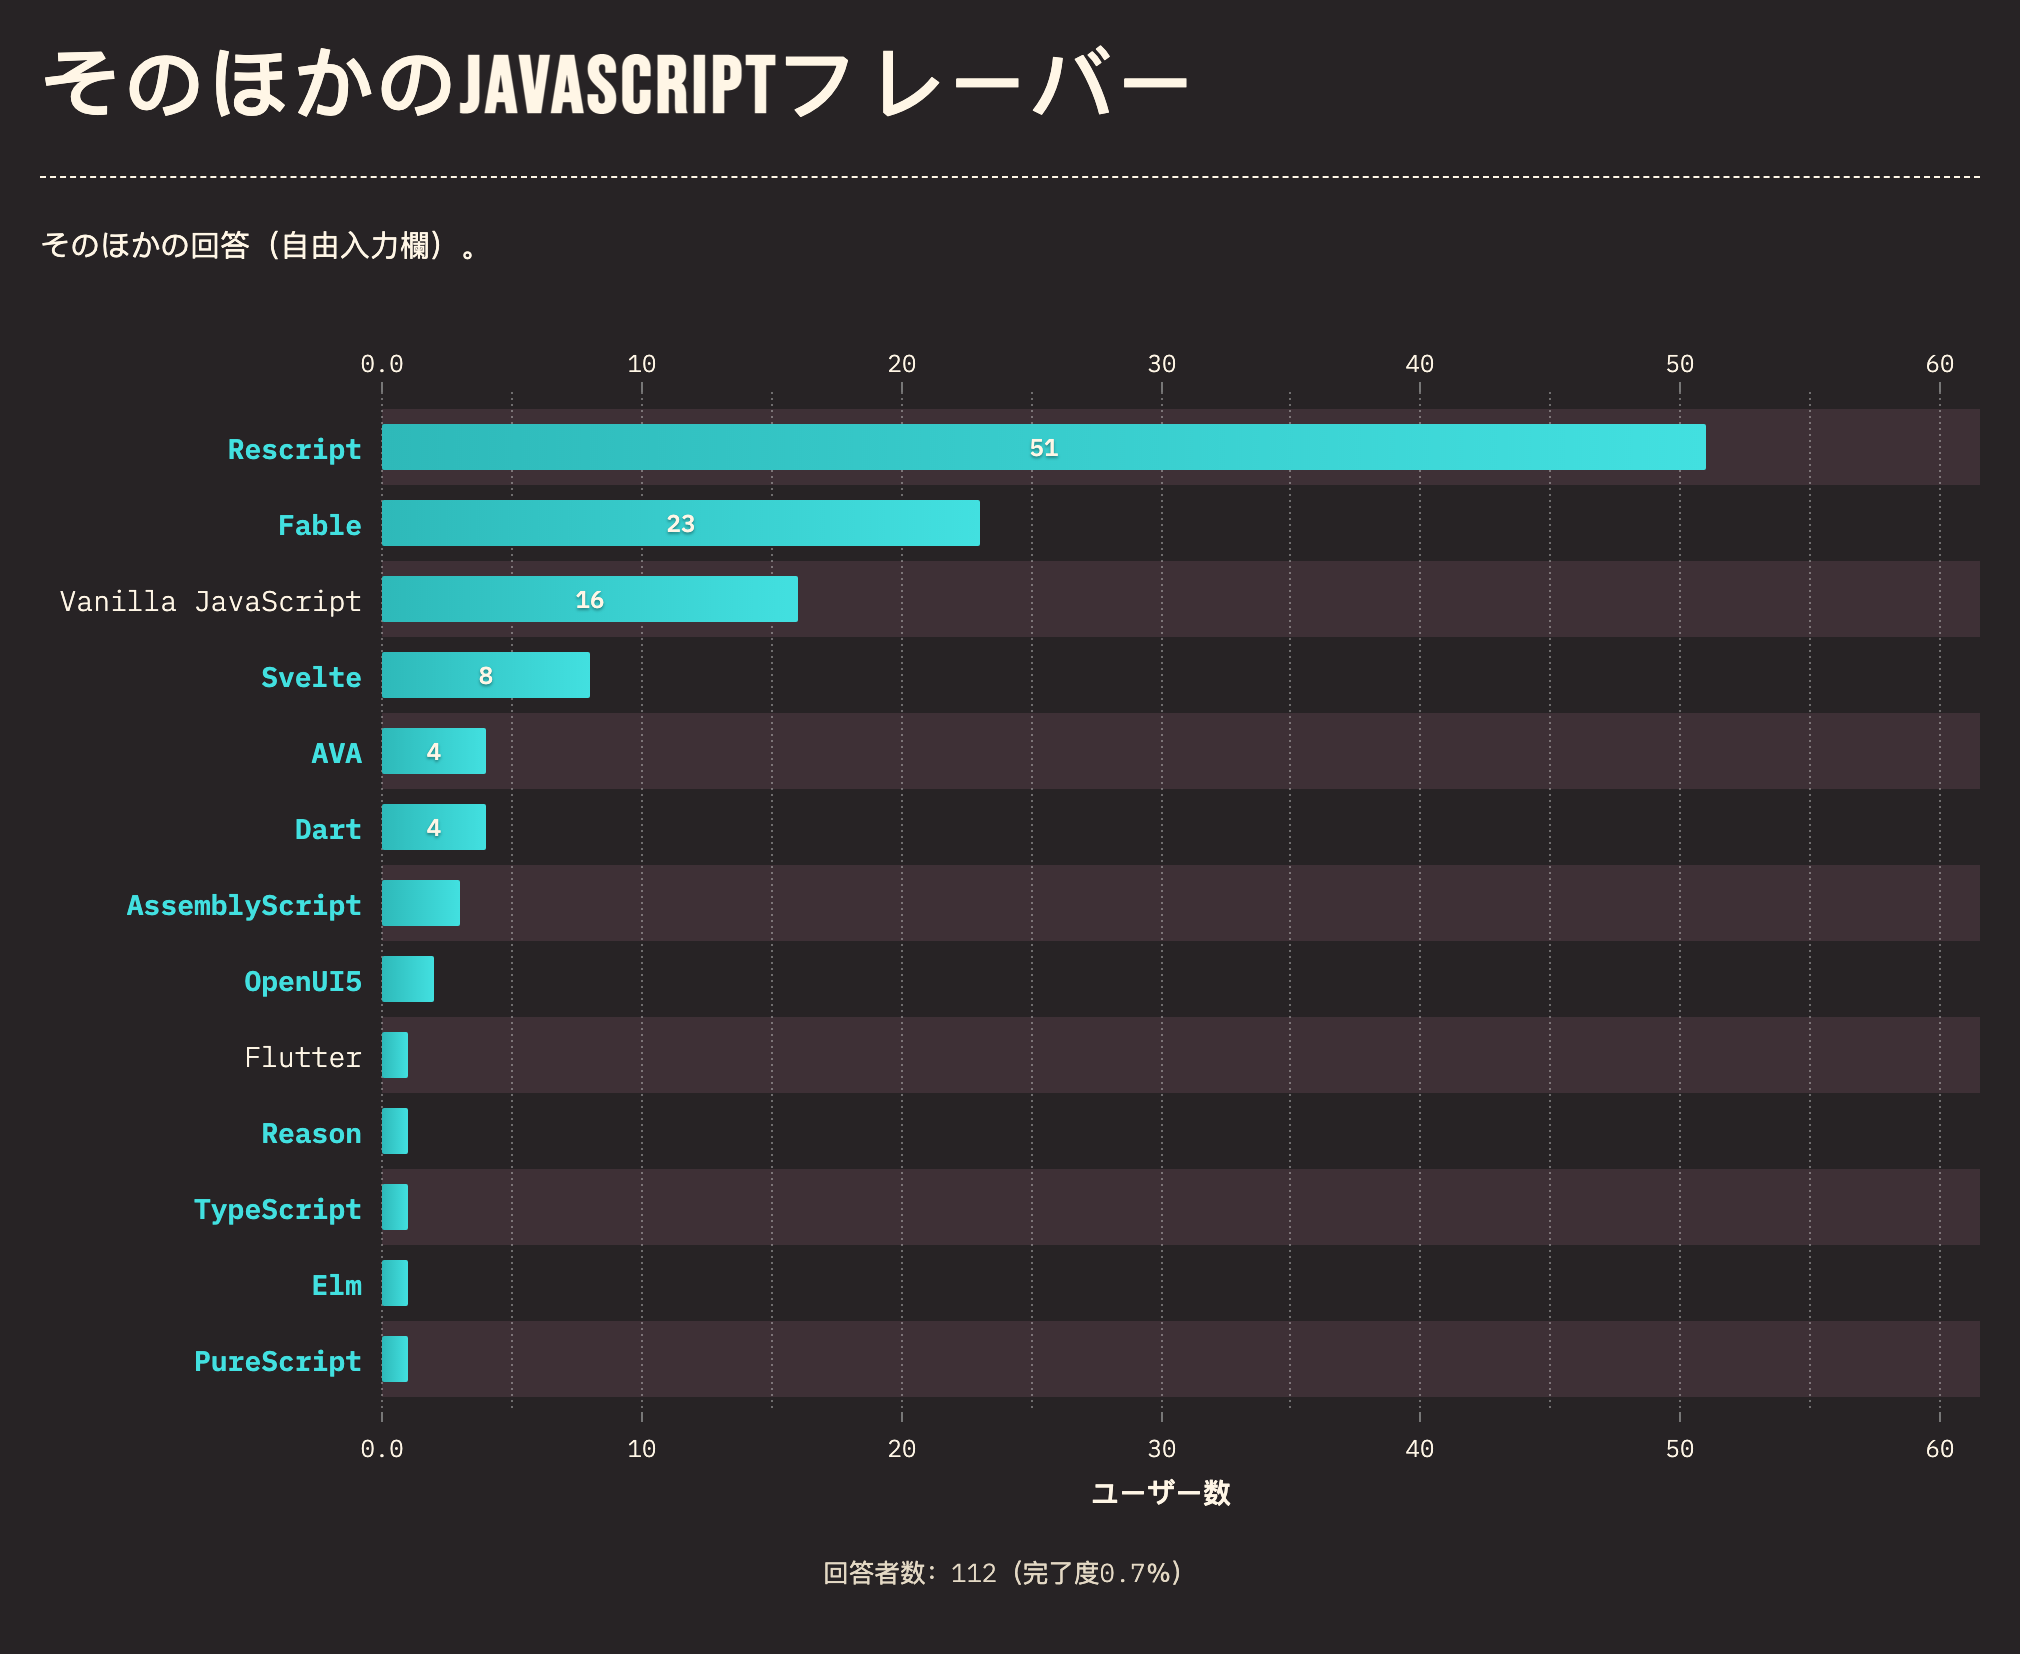 そのほかのJAVASCRIPTフレーバー
そのほかの回答（自由入力欄）。
0.0 10 20 30 40 50 60
Rescript 51
Fable 23
Vanilla JavaScript 16
Svelte 8
AVA 4
Dart 4
AssemblyScript
OpenUI5
Flutter
Reason
TypeScript
Elm
PureScript
0.0 10 20 30 40 50 60
ユーザー数
回答者数：112（完了度0.7%）